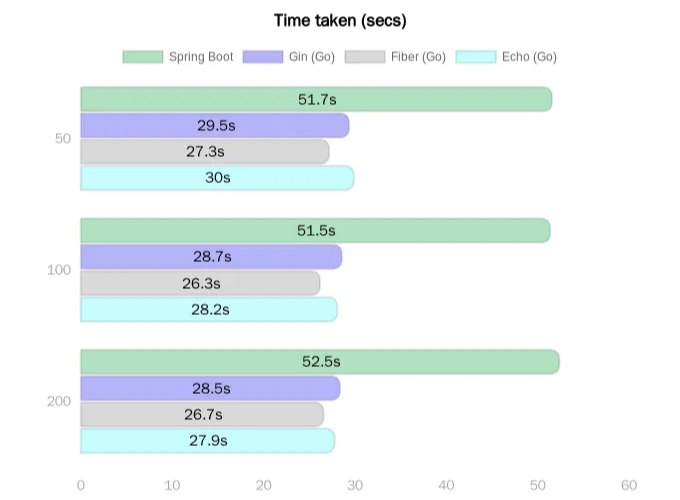 Time taken (secs)
Spring Boot Gin (Go) Fiber (Go) Echo (Go)
51.7s
29.5s
50
27.3s
30s
51.5s
28.7s
100
26.3s
28.2s
52.5s
28.5s
200
26.7s
27.9s
0 10 20 30 40 50 60